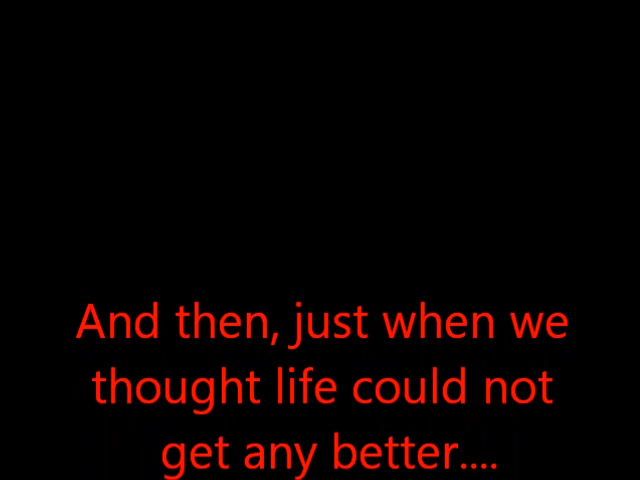 And then, just when we
thought life could not
get any better....